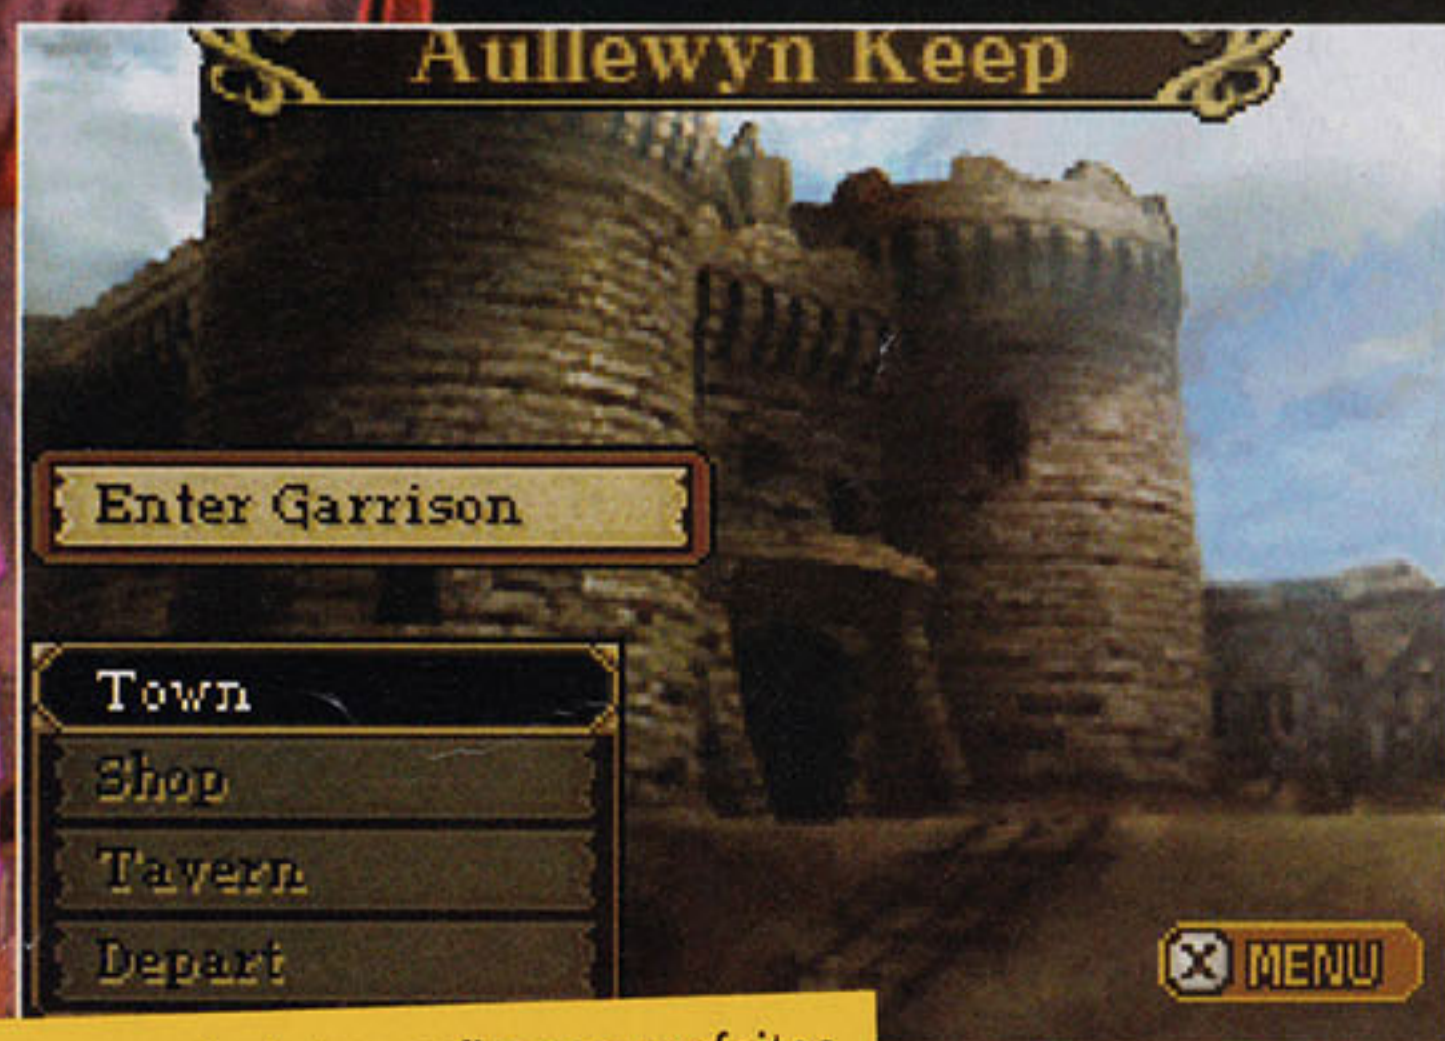 Aullewyn Keep
Enter Garrison
Town
Shop
Tavern
Depart
X MENU